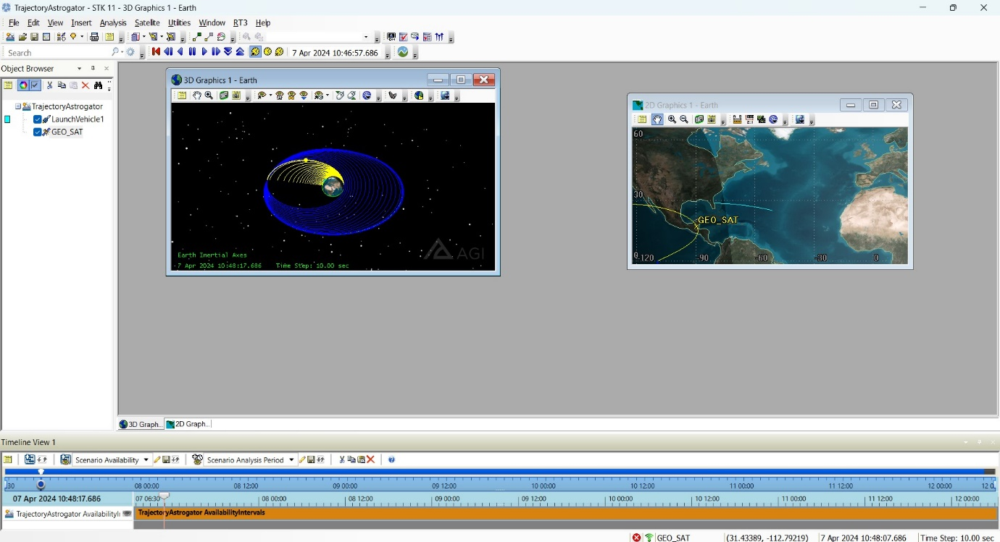 TrajectoryAstrogator - STK 11 - 3D Graphics 1 - Earth
File Edit View Insert Analysis Satellite Utilities Window RT3 Help
Search 7 Apr 2024 10:46:57.686
Object Browser
TrajectoryAstrogator
LaunchVehicle1
GEO_SAT
3D Graphics 1 - Earth
AGI
Earth Inertial Axes
7 Apr 2024 10:48:17.686 Time Step: 10.00 sec
2D Graphics 1 - Earth
60
30
GEO_SAT
0 -120 -90 -60 -30 0
3D Graph... 2D Graph...
Timeline View 1
Scenario Availability Scenario Analysis Period
:30 08 00:00 08 12:00 09 00:00 09 12:00 10 00:00 10 12:00 11 00:00 11 12:00 12 00:00 12 0
07 Apr 2024 10:48:17.686 07 06:30 08 00:00 08 12:00 09 00:00 09 12:00 10 00:00 10 12:00 11 00:00 11 12:00 12 00:00
TrajectoryAstrogator AvailabilityI TrajectoryAstrogator AvailabilityIntervals
GEO_SAT (31.43389, -112.79219) 7 Apr 2024 10:48:07.686 Time Step: 10.00 sec